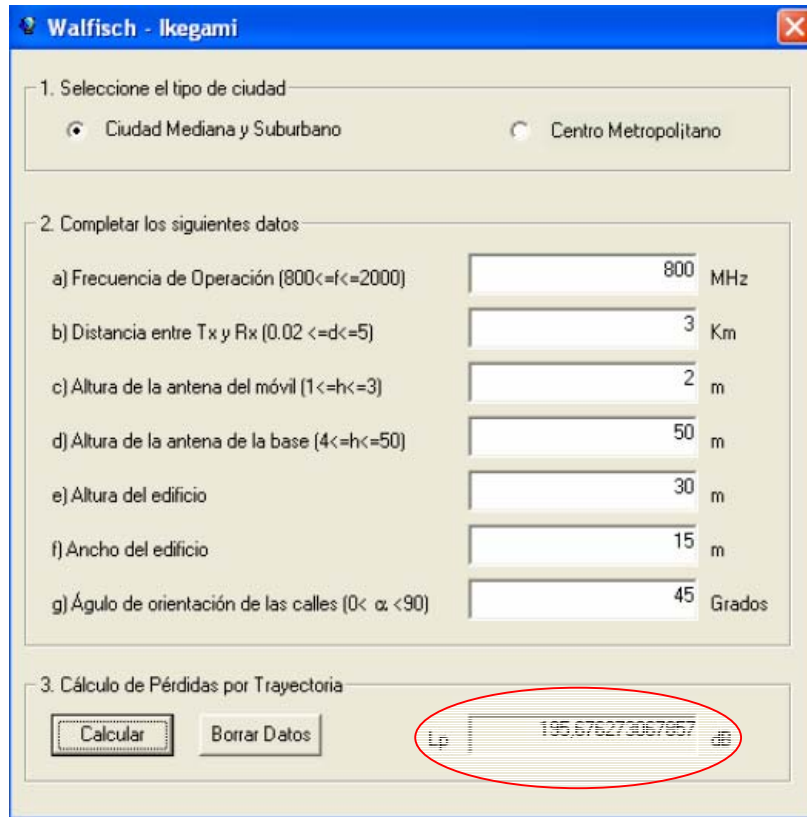 Walfisch - Ikegami
1. Seleccione el tipo de ciudad
Ciudad Mediana y Suburbano
Centro Metropolitano
2. Completar los siguientes datos
a) Frecuencia de Operación (800<=f<=2000) 800 MHz
b) Distancia entre Tx y Rx (0.02 <=d<=5) 3 Km
c) Altura de la antena del móvil (1<=h<=3) 2 m
d) Altura de la antena de la base (4<=h<=50) 50 m
e) Altura del edificio 30 m
f) Ancho del edificio 15 m
g) Águlo de orientación de las calles (0< α <90) 45 Grados
3. Cálculo de Pérdidas por Trayectoria
Calcular Borrar Datos Lp dB